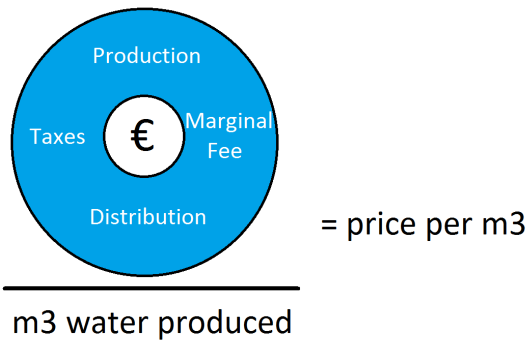 Production
Taxes
€
Marginal
Fee
Distribution
= price per m3
m3 water produced